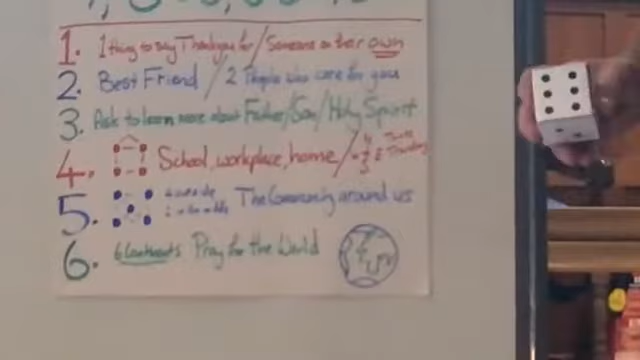 1. 1 thing to say Thankyou for / Someone on their own
2. Best Friend / 2 People who care for you
3. Ask to learn more about Father/Son/Holy Spirit
4. School, workplace, home /
5. The Community around us
6. 6 Continents Pray for the World